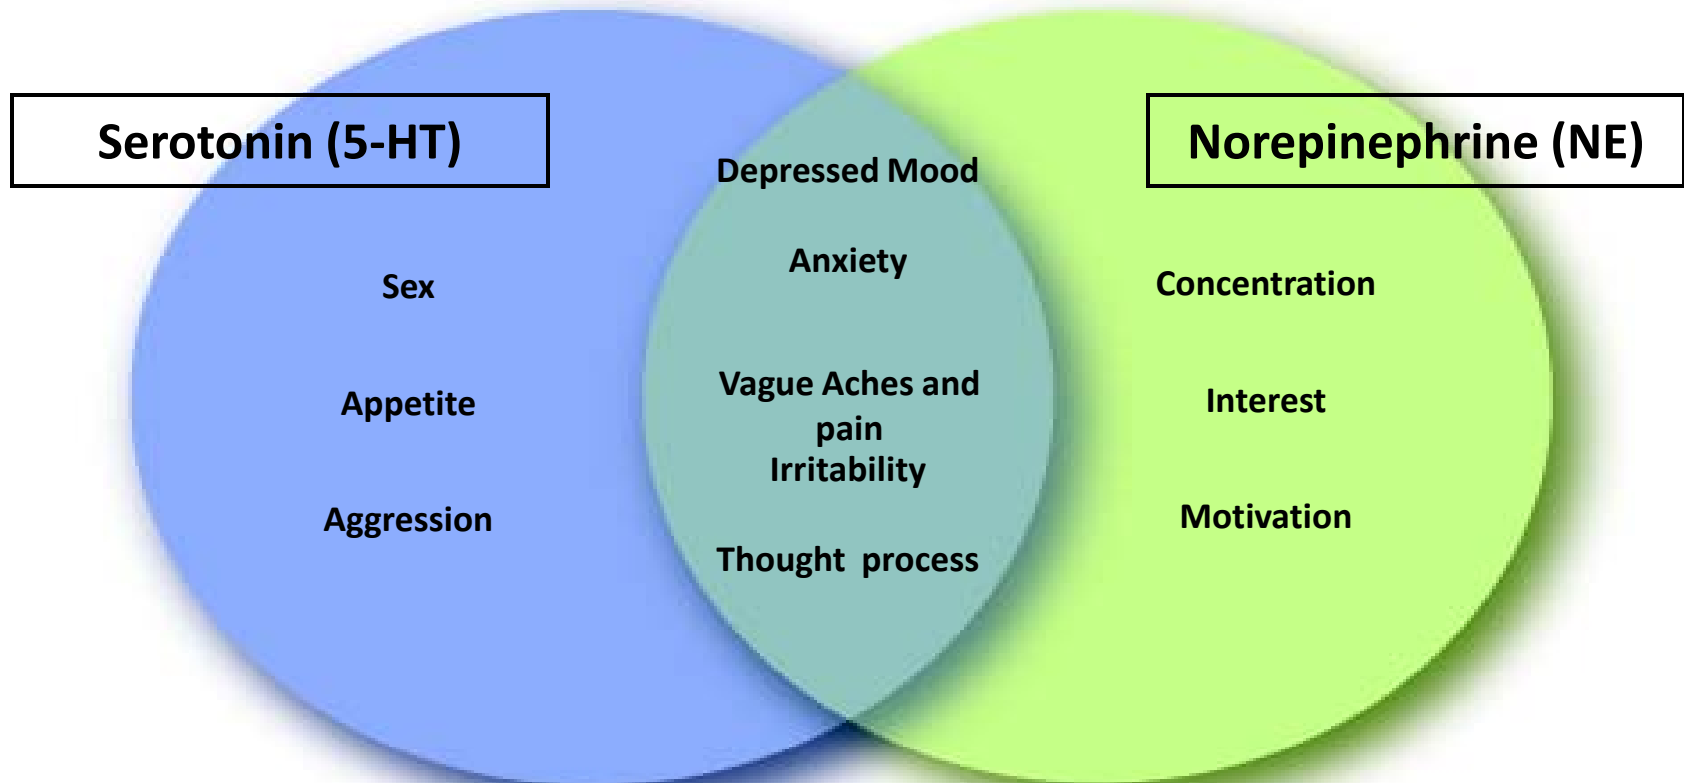 Serotonin (5-HT)
Norepinephrine (NE)
Sex
Appetite
Aggression
Depressed Mood
Anxiety
Vague Aches and
pain
Irritability
Thought process
Concentration
Interest
Motivation